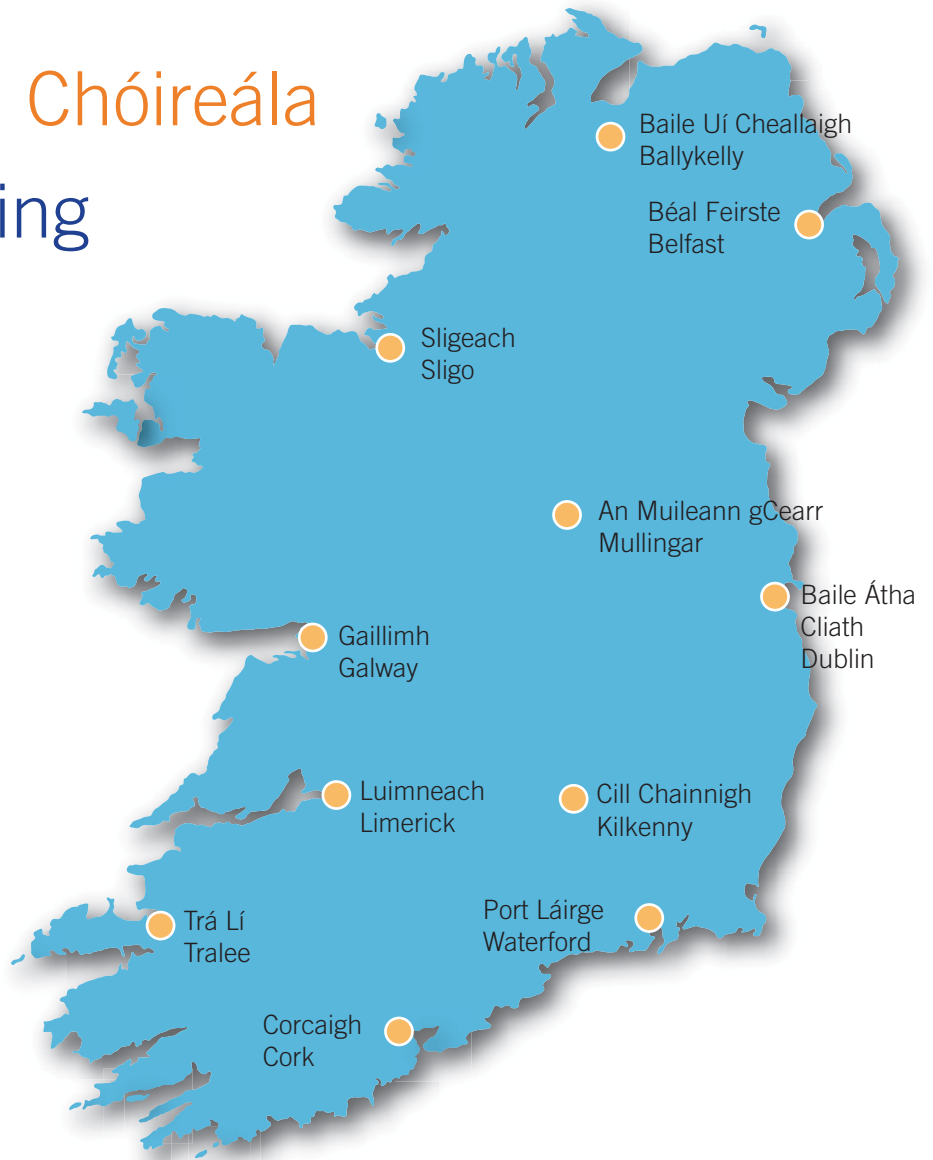 Chóireála
ing
Baile Uí Cheallaigh
Ballykelly
Béal Feirste
Belfast
Sligeach
Sligo
An Muileann gCearr
Mullingar
Baile Átha
Cliath
Dublin
Gaillimh
Galway
Luimneach
Limerick
Cill Chainnigh
Kilkenny
Port Láirge
Waterford
Trá Lí
Tralee
Corcaigh
Cork